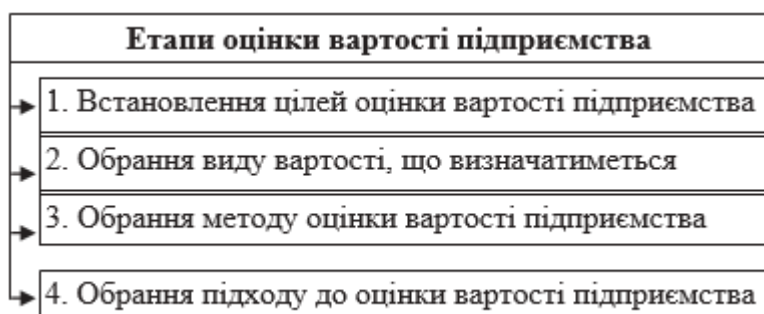 Етапи оцінки вартості підприємства
1. Встановлення цілей оцінки вартості підприємства
2. Обрання виду вартості, що визначатиметься
3. Обрання методу оцінки вартості підприємства
4. Обрання підходу до оцінки вартості підприємства